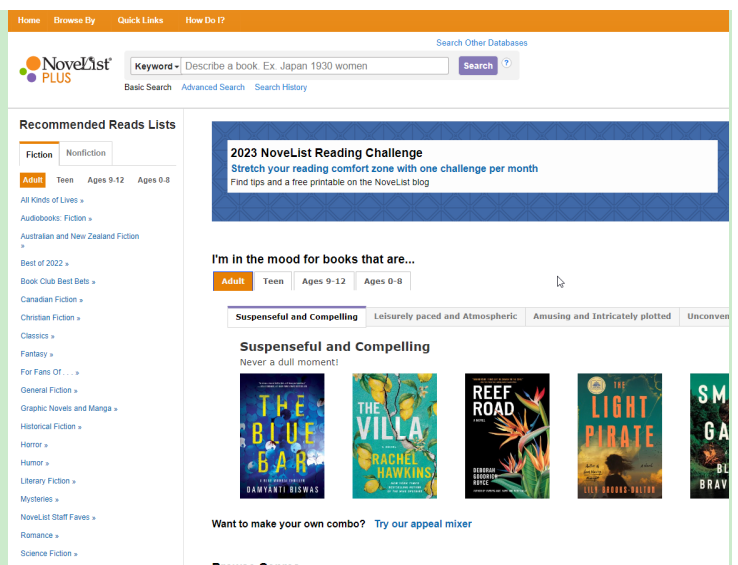 Home Browse By Quick Links How Do I?
Search Other Databases
NoveList PLUS
Keyword Describe a book. Ex. Japan 1930 women Search ?
Basic Search Advanced Search Search History
Recommended Reads Lists
Fiction Nonfiction
Adult Teen Ages 9-12 Ages 0-8
All Kinds of Lives »
Audiobooks: Fiction »
Australian and New Zealand Fiction
»
Best of 2022 »
Book Club Best Bets »
Canadian Fiction »
Christian Fiction »
Classics »
Fantasy »
For Fans Of . . . »
General Fiction »
Graphic Novels and Manga »
Historical Fiction »
Horror »
Humor »
Literary Fiction »
Mysteries »
NoveList Staff Faves »
Romance »
Science Fiction »
2023 NoveList Reading Challenge
Stretch your reading comfort zone with one challenge per month
Find tips and a free printable on the NoveList blog
I'm in the mood for books that are...
Adult Teen Ages 9-12 Ages 0-8
Suspenseful and Compelling Leisurely paced and Atmospheric Amusing and Intricately plotted Unconven
Suspenseful and Compelling
Never a dull moment!
THE
BLUE
BAR
DAMYANTI BISWAS
THE
VILLA
A NOVEL
RACHEL
HAWKINS
REEF
ROAD
A NOVEL
DEBORAH
GOODRICH
ROYCE
THE
LIGHT
PIRATE
LILY BROOKS-DALTON
SM
GA
BL
BRAV
Want to make your own combo? Try our appeal mixer